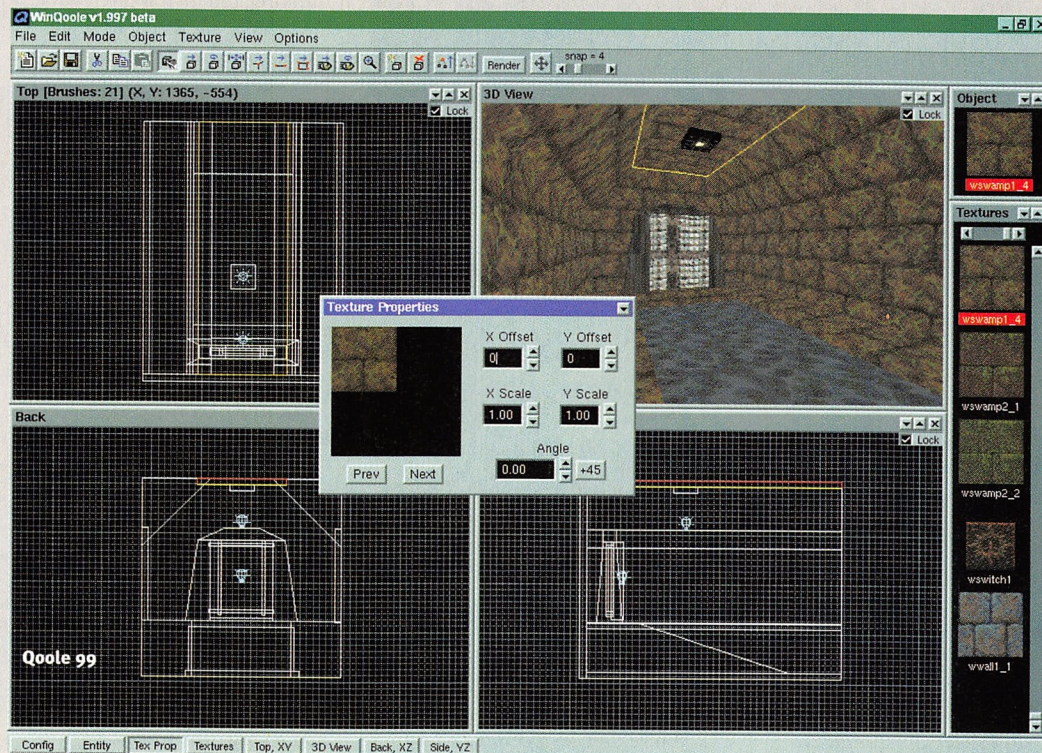 WinQoole v1.997 beta
File Edit Mode Object Texture View Options
Render
snap = 4
Top [Brushes: 21] (X, Y: 1365, -554)
Lock
3D View
Lock
Object
wswamp1_4
Textures
wswamp1_4
wswamp2_1
wswamp2_2
wswitch1
wwall1_1
Texture Properties
X Offset Y Offset
0 0
X Scale Y Scale
1.00 1.00
Angle
0.00 +45
Prev Next
Back
Lock
Qoole 99
Config Entity Tex Prop Textures Top, XY 3D View Back, XZ Side, YZ